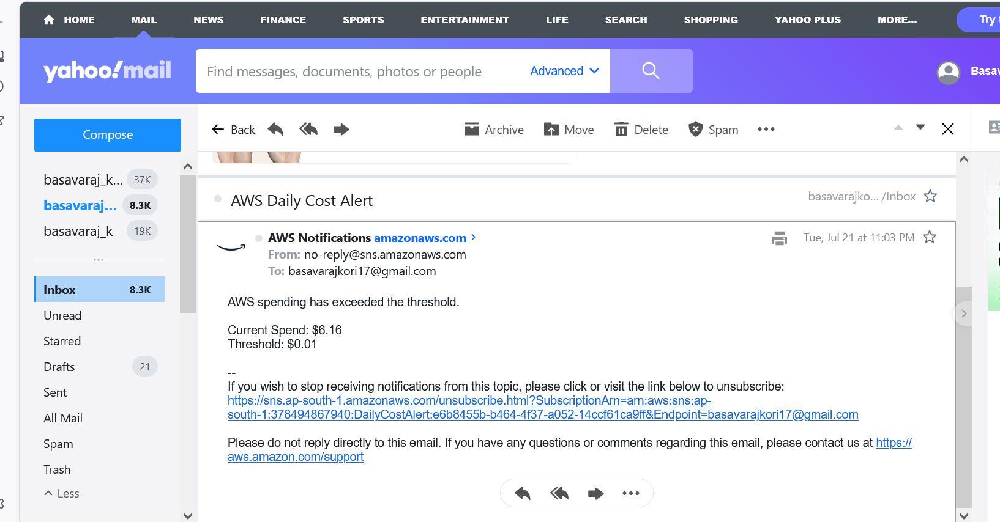 HOME MAIL NEWS FINANCE SPORTS ENTERTAINMENT LIFE SEARCH SHOPPING YAHOO PLUS MORE... Try
yahoo!mail
Find messages, documents, photos or people
Advanced
Basav
Compose
Back
Archive
Move
Delete
Spam
basavaraj_k... 37K
basavaraj... 8.3K
basavaraj_k 19K
Inbox 8.3K
Unread
Starred
Drafts 21
Sent
All Mail
Spam
Trash
Less
AWS Daily Cost Alert
basavarajko... /Inbox
AWS Notifications amazonaws.com
Tue, Jul 21 at 11:03 PM
From: no-reply@sns.amazonaws.com
To: basavarajkori17@gmail.com
AWS spending has exceeded the threshold.
Current Spend: $6.16
Threshold: $0.01
--
If you wish to stop receiving notifications from this topic, please click or visit the link below to unsubscribe:
https://sns.ap-south-1.amazonaws.com/unsubscribe.html?SubscriptionArn=arn:aws:sns:ap-
south-1:378494867940:DailyCostAlert:e6b8455b-b464-4f37-a052-14ccf61ca9ff&Endpoint=basavarajkori17@gmail.com
Please do not reply directly to this email. If you have any questions or comments regarding this email, please contact us at https://
aws.amazon.com/support